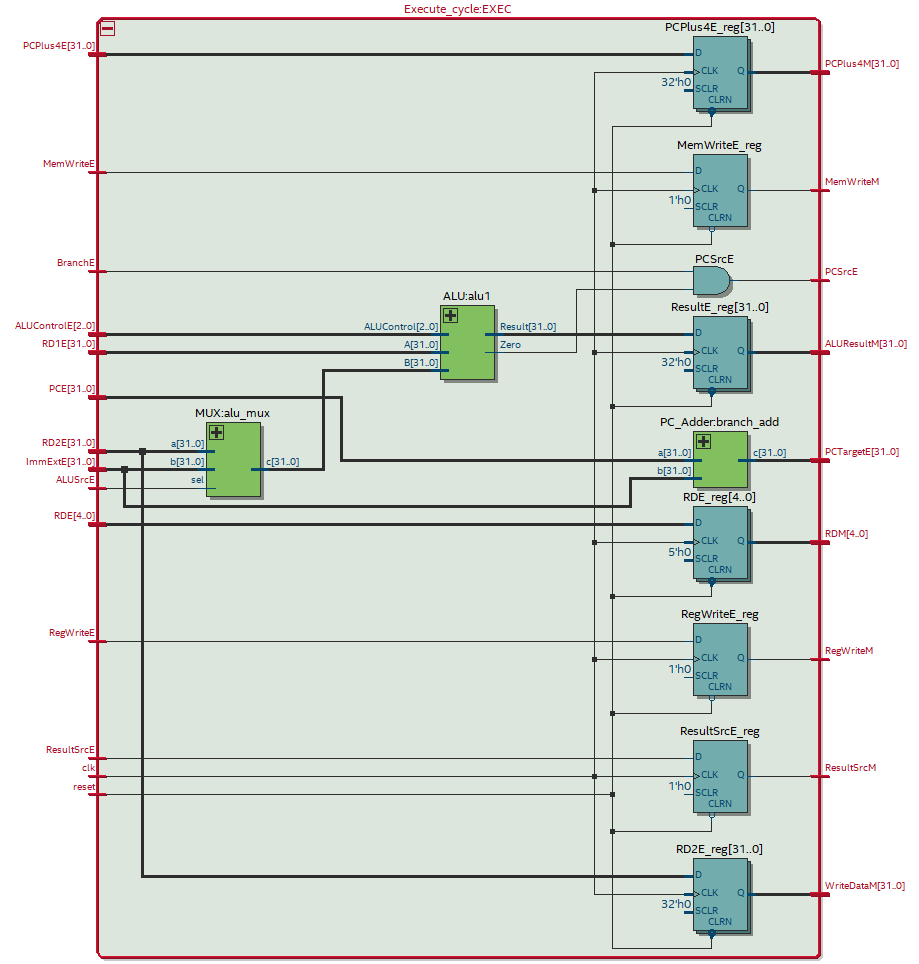 Execute_cycle:EXEC
PCPlus4E_reg[31..0]
PCPlus4E[31..0]
D
PCPlus4M[31..0]
CLK
Q
32'h0
SCLR
CLRN
MemWriteE_reg
MemWriteE
D
MemWriteM
CLK
Q
1'h0
SCLR
CLRN
PCSrcE
BranchE
PCSrcE
ALU:alu1
ResultE_reg[31..0]
ALUControlE[2..0]
ALUControl[2..0]
Result[31..0]
D
RD1E[31..0]
A[31..0]
Zero
CLK
Q
ALUResultM[31..0]
B[31..0]
32'h0
SCLR
CLRN
PCE[31..0]
MUX:alu_mux
PC_Adder:branch_add
RD2E[31..0]
a[31..0]
a[31..0]
c[31..0]
PCTargetE[31..0]
ImmExtE[31..0]
b[31..0]
c[31..0]
b[31..0]
ALUSrcE
sel
RDE_reg[4..0]
RDE[4..0]
D
RDM[4..0]
CLK
Q
5'h0
SCLR
CLRN
RegWriteE_reg
RegWriteE
D
RegWriteM
CLK
Q
1'h0
SCLR
CLRN
ResultSrcE_reg
ResultSrcE
D
clk
CLK
Q
ResultSrcM
reset
1'h0
SCLR
CLRN
RD2E_reg[31..0]
D
WriteDataM[31..0]
CLK
Q
32'h0
SCLR
CLRN